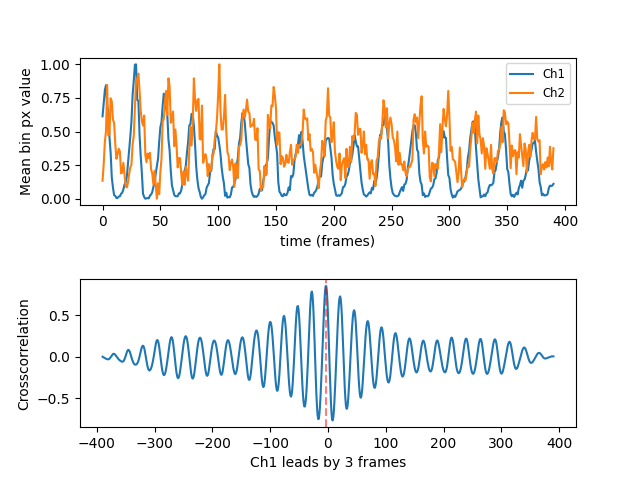 1.00
0.75
0.50
0.25
0.00
Mean bin px value
Ch1
Ch2
0 50 100 150 200 250 300 350 400
time (frames)
0.5
0.0
−0.5
Crosscorrelation
−400 −300 −200 −100 0 100 200 300 400
Ch1 leads by 3 frames